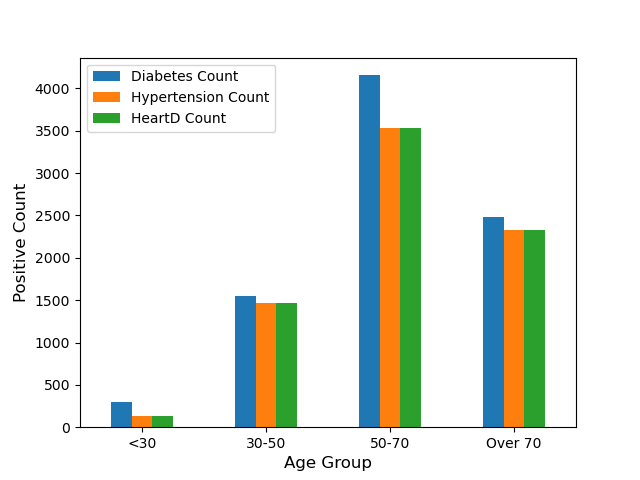 Diabetes Count
Hypertension Count
HeartD Count
4000
3500
3000
2500
2000
1500
1000
500
0
Positive Count
<30 30-50 50-70 Over 70
Age Group